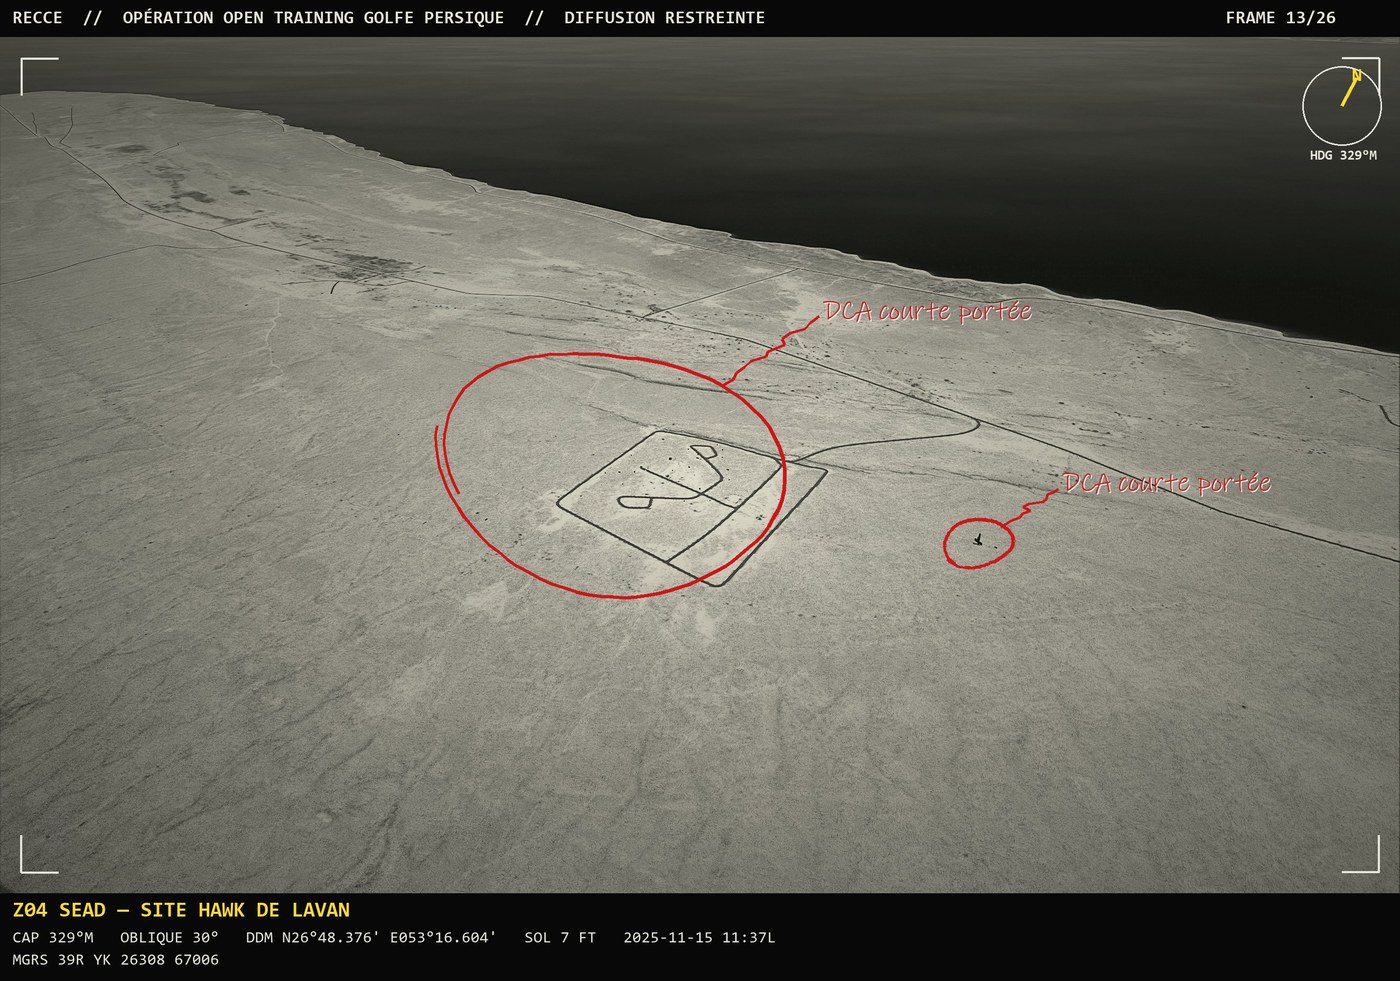 RECCE // OPÉRATION OPEN TRAINING GOLFE PERSIQUE // DIFFUSION RESTREINTE
FRAME 13/26
N
HDG 329°M
DCA courte portée
DCA courte portée
Z04 SEAD — SITE HAWK DE LAVAN
CAP 329°M OBLIQUE 30° DDM N26°48.376' E053°16.604' SOL 7 FT 2025-11-15 11:37L
MGRS 39R YK 26308 67006